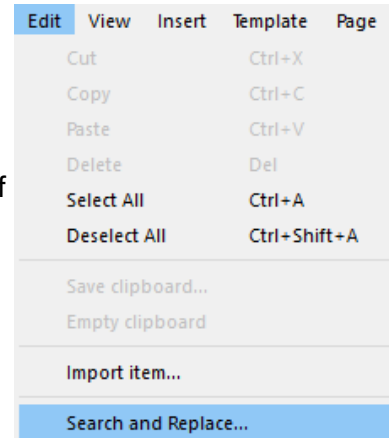 Edit View Insert Template Page
Cut Ctrl+X
Copy Ctrl+C
Paste Ctrl+V
Delete Del
f
Select All Ctrl+A
Deselect All Ctrl+Shift+A
Save clipboard...
Empty clipboard
Import item...
Search and Replace...